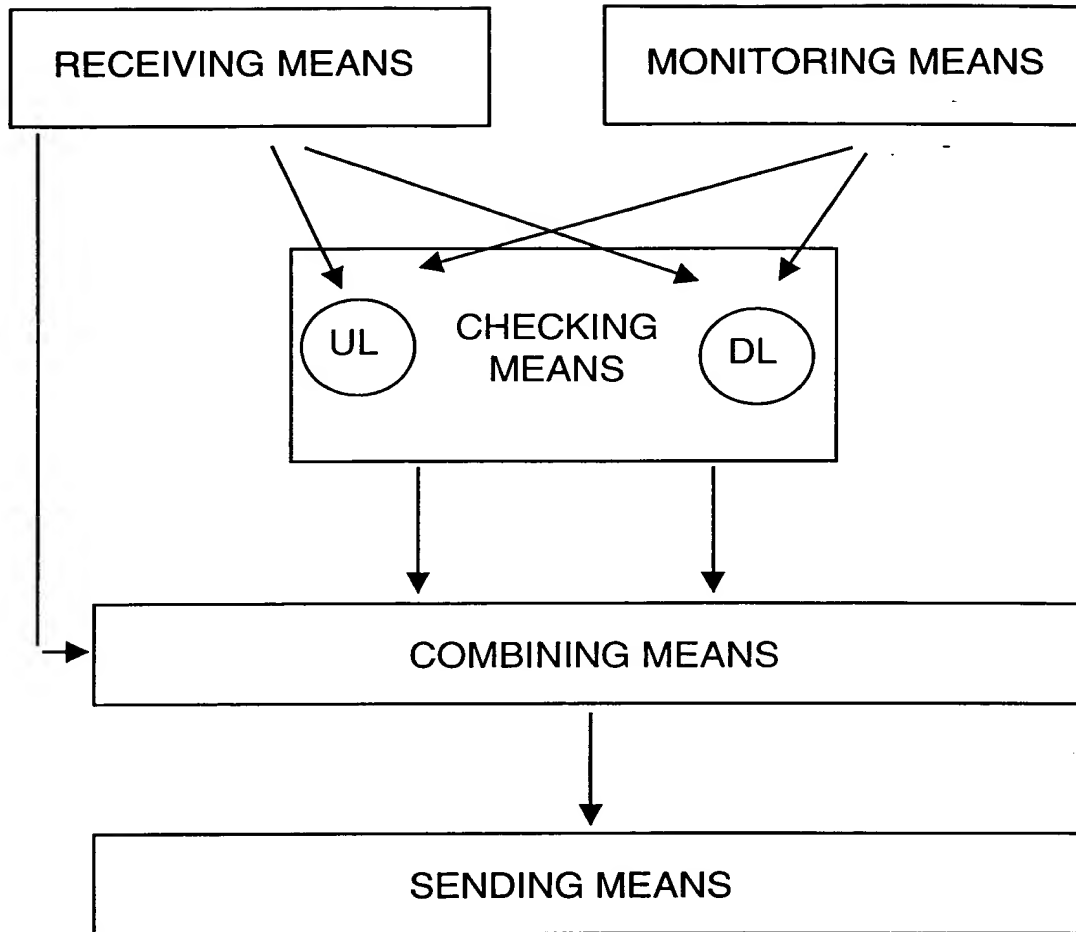 RECEIVING MEANS
MONITORING MEANS
UL
CHECKING
MEANS
DL
COMBINING MEANS
SENDING MEANS